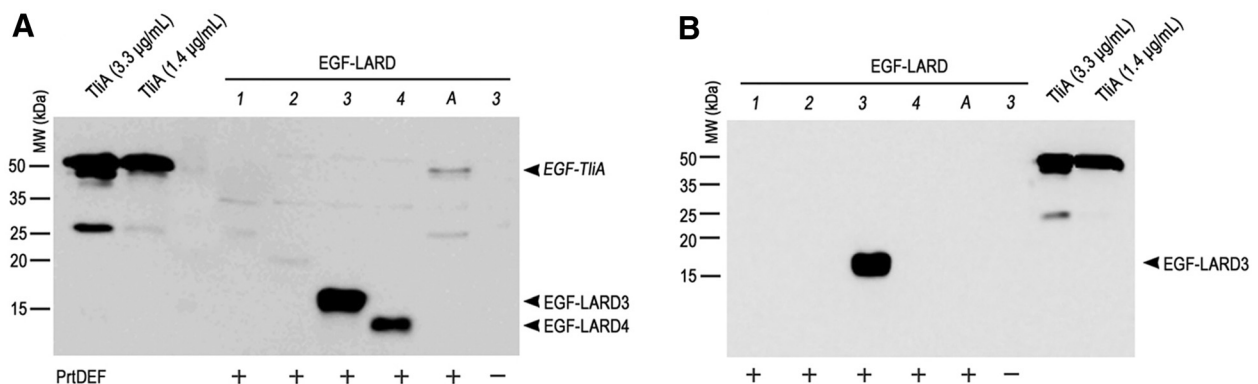 A
TliA (3.3 µg/mL)
TliA (1.4 µg/mL)
EGF-LARD
1 2 3 4 A 3
MW (kDa)
50
35
25
20
15
EGF-TliA
EGF-LARD3
EGF-LARD4
PrtDEF + + + + + −
B
EGF-LARD
1 2 3 4 A 3
TliA (3.3 µg/mL)
TliA (1.4 µg/mL)
MW (kDa)
50
35
25
20
15
EGF-LARD3
+ + + + + −